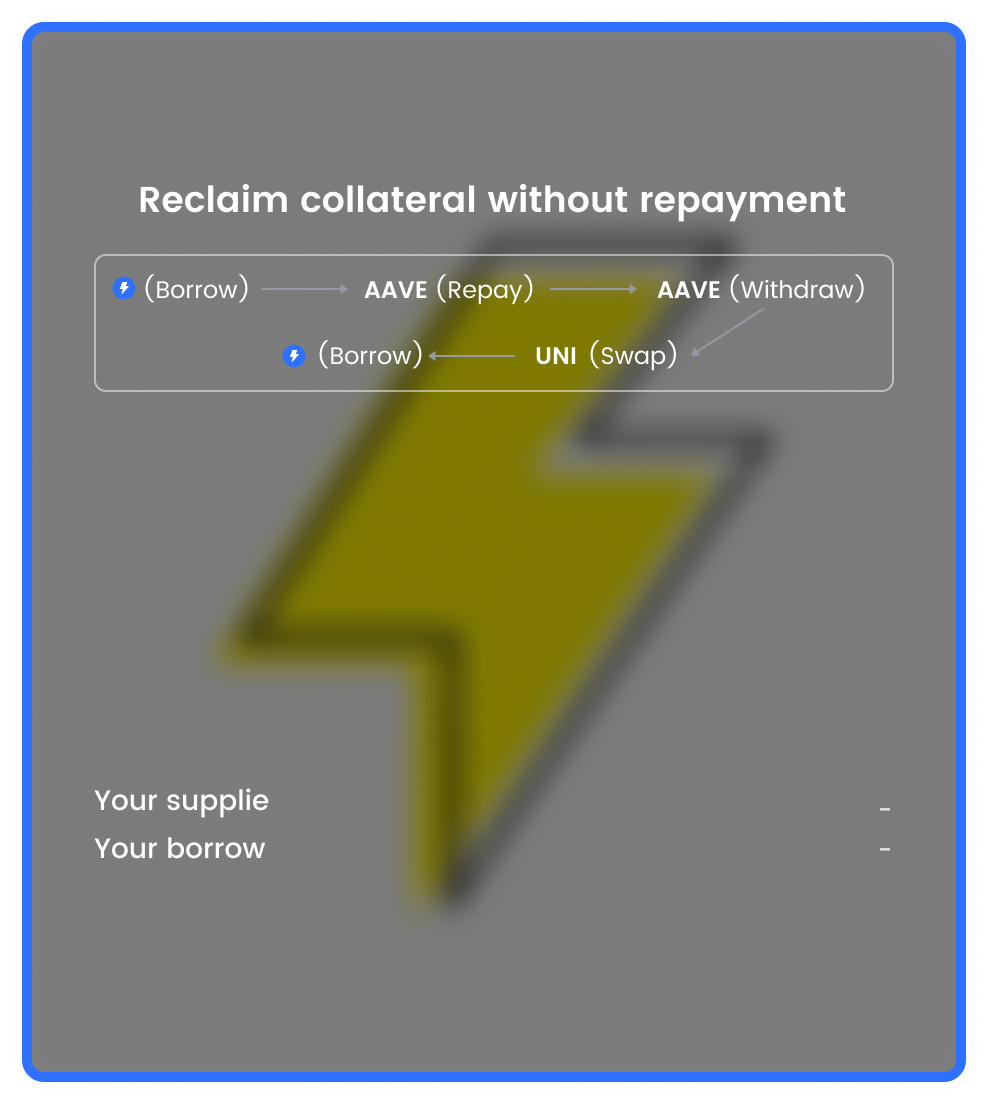 Reclaim collateral without repayment
(Borrow) AAVE (Repay) AAVE (Withdraw)
(Borrow) UNI (Swap)
Your supplie –
Your borrow –